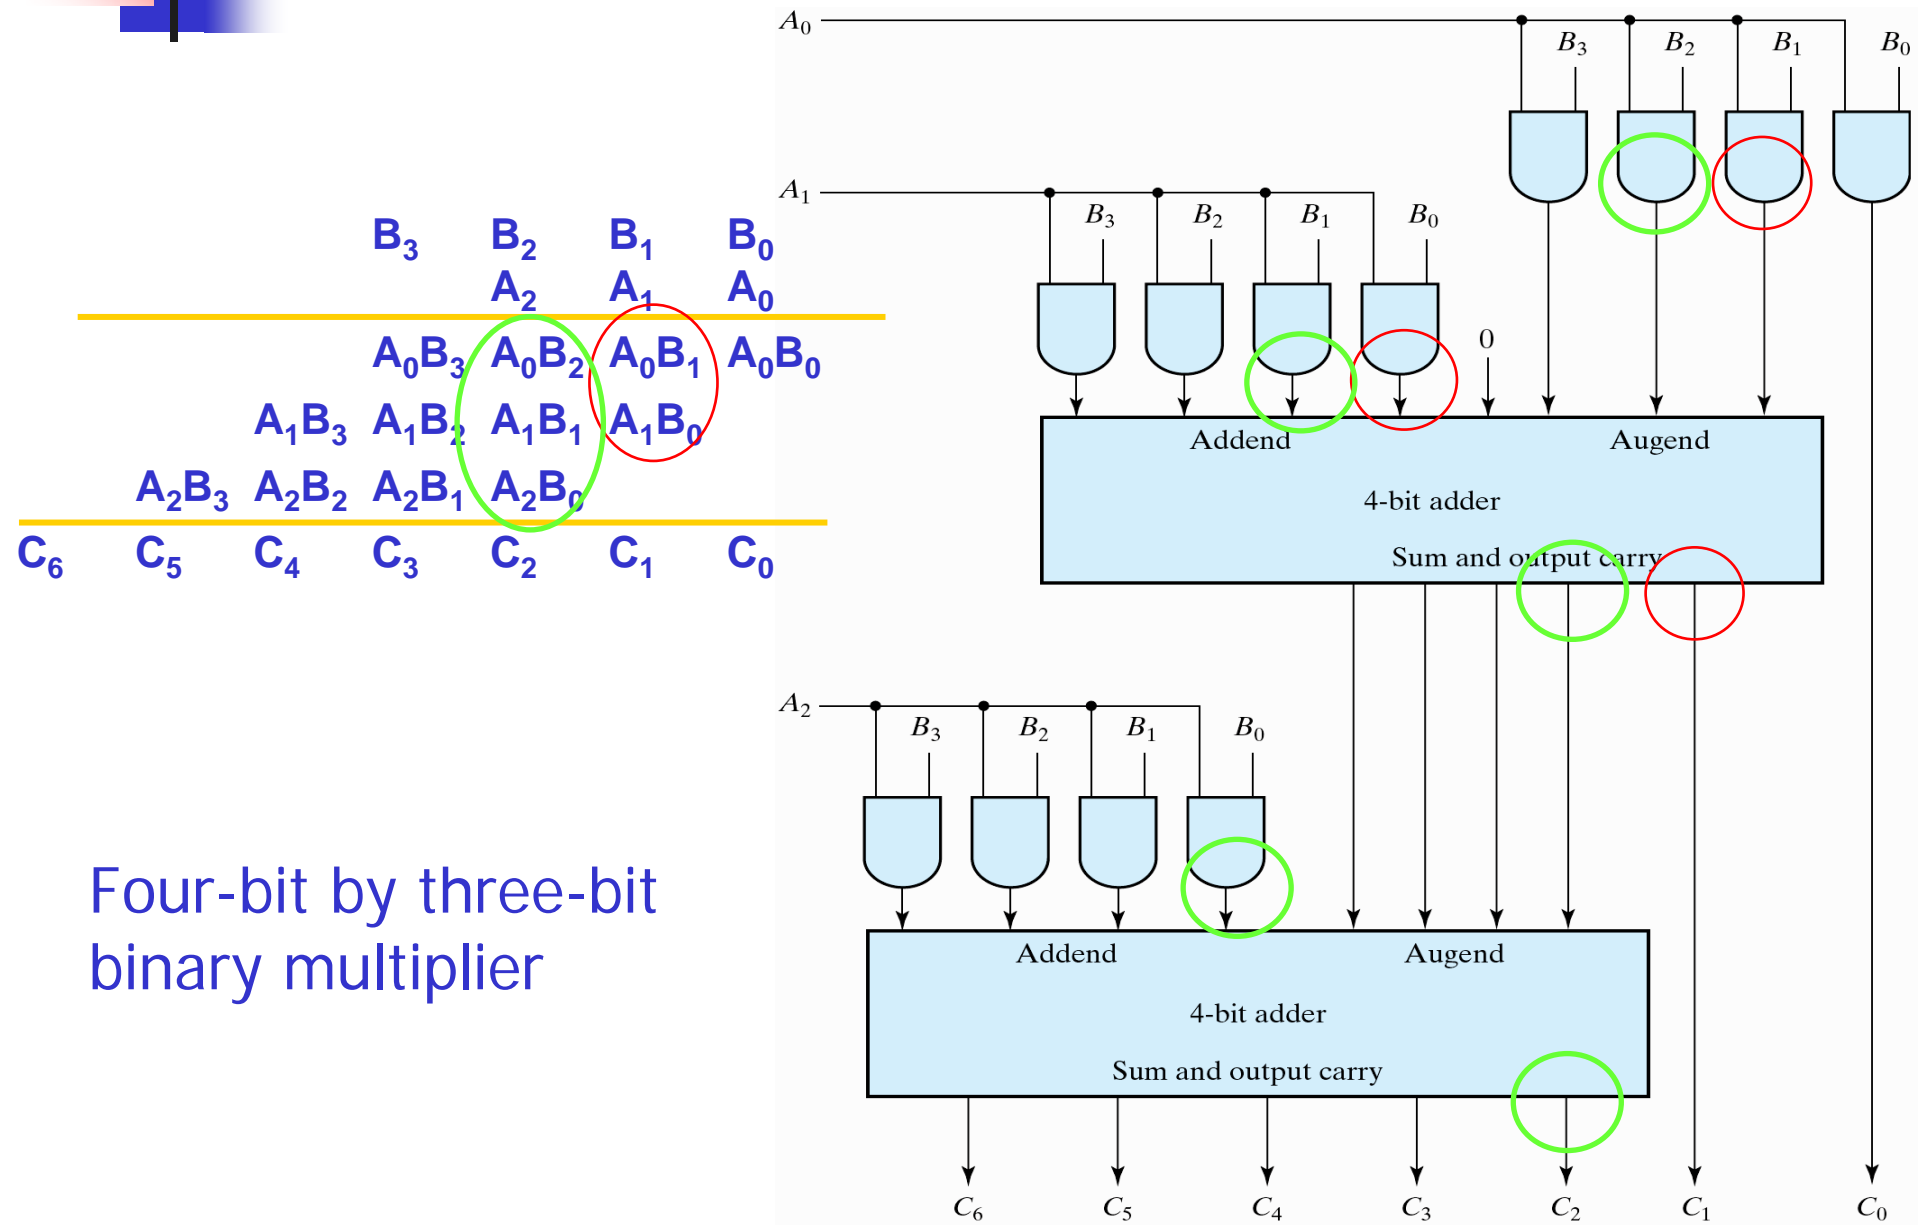 B₃ B₂ B₁ B₀
A₂ A₁ A₀
A₀B₃ A₀B₂ A₀B₁ A₀B₀
A₁B₃ A₁B₂ A₁B₁ A₁B₀
A₂B₃ A₂B₂ A₂B₁ A₂B₀
C₆ C₅ C₄ C₃ C₂ C₁ C₀
Four-bit by three-bit
binary multiplier
A₀
B₃ B₂ B₁ B₀
A₁
B₃ B₂ B₁ B₀
0
Addend Augend
4-bit adder
Sum and output carry
A₂
B₃ B₂ B₁ B₀
Addend Augend
4-bit adder
Sum and output carry
C₆ C₅ C₄ C₃ C₂ C₁ C₀